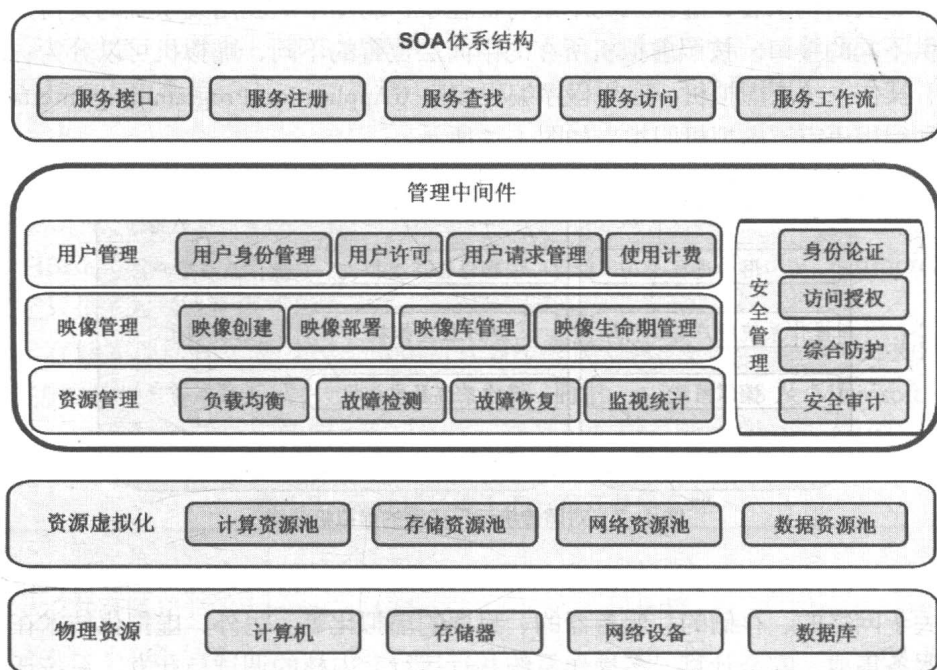 SOA体系结构
服务接口 服务注册 服务查找 服务访问 服务工作流
管理中间件
用户管理 用户身份管理 用户许可 用户请求管理 使用计费
映像管理 映像创建 映像部署 映像库管理 映像生命期管理
资源管理 负载均衡 故障检测 故障恢复 监视统计
安全管理
身份论证
访问授权
综合防护
安全审计
资源虚拟化 计算资源池 存储资源池 网络资源池 数据资源池
物理资源 计算机 存储器 网络设备 数据库